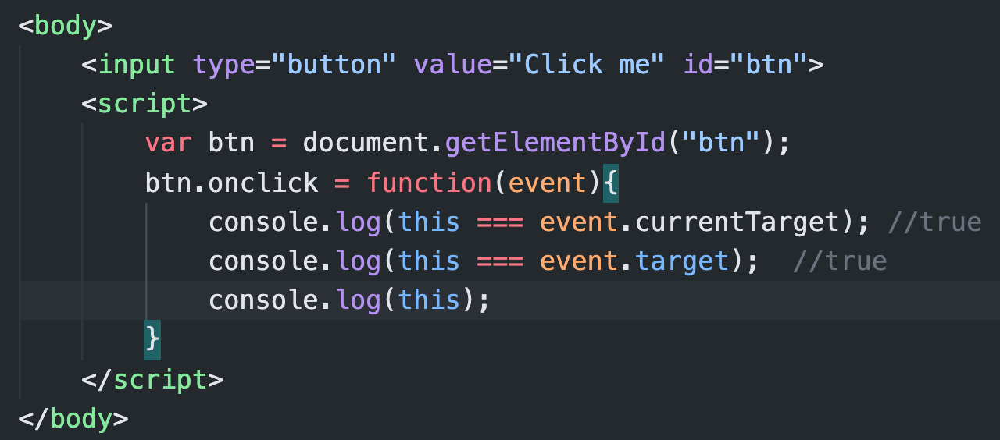 <body>
    <input type="button" value="Click me" id="btn">
    <script>
        var btn = document.getElementById("btn");
        btn.onclick = function(event){
            console.log(this === event.currentTarget); //true
            console.log(this === event.target);  //true
            console.log(this);
        }
    </script>
</body>